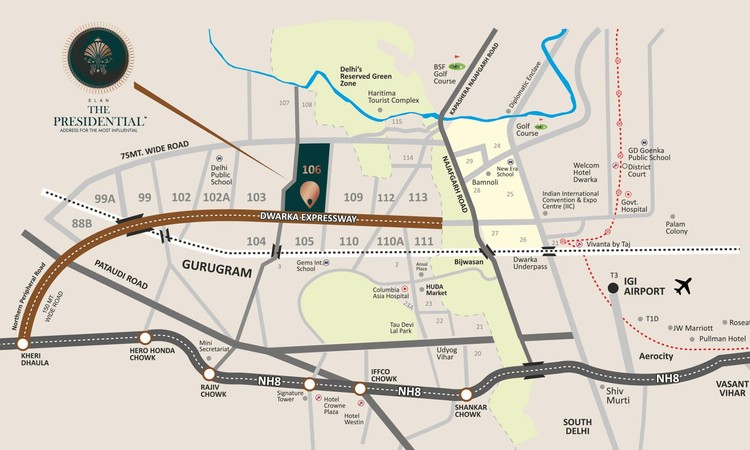 ELAN
THE
PRESIDENTIAL
ADDRESS FOR THE MOST INFLUENTIAL
Delhi's
Reserved Green
Zone
Haritima
Tourist Complex
BSF
Golf
Course
KAPASHERA NAJAFGARH ROAD
Diplomatic Enclave
Golf
Course
107
108
115
114
75MT. WIDE ROAD
Delhi
Public
School
106
NAJAFGARH ROAD
29
24
28
25
Bamnoli
New Era
School
Welcom
Hotel
Dwarka
GD Goenka
Public School
District
Court
Govt.
Hospital
Indian International
Convention & Expo
Centre (IIC)
Palam
Colony
99A
99
102
102A
103
109
112
113
88B
DWARKA EXPRESSWAY
104
105
110
110A
111
27
26
21
Vivanta by Taj
Dwarka
Underpass
Bijwasan
Northern Peripheral Road
150 MT.
WIDE ROAD
PATAUDI ROAD
GURUGRAM
3
Gems Int.
School
2
Ansal
Plaza
Columbia
Asia Hospital
HUDA
Market
23A
23
22
21
20
Tau Devi
Lal Park
Udyog
Vihar
T3
IGI
AIRPORT
T1D
JW Marriott
Roseat
Pullman Hotel
Aerocity
KHERI
DHAULA
HERO HONDA
CHOWK
Mini
Secretariat
RAJIV
CHOWK
NH8
Signature
Tower
Hotel
Crowne
Plaza
Hotel
Westin
IFFCO
CHOWK
NH8
SHANKAR
CHOWK
Shiv
Murti
SOUTH
DELHI
NH8
VASANT
VIHAR